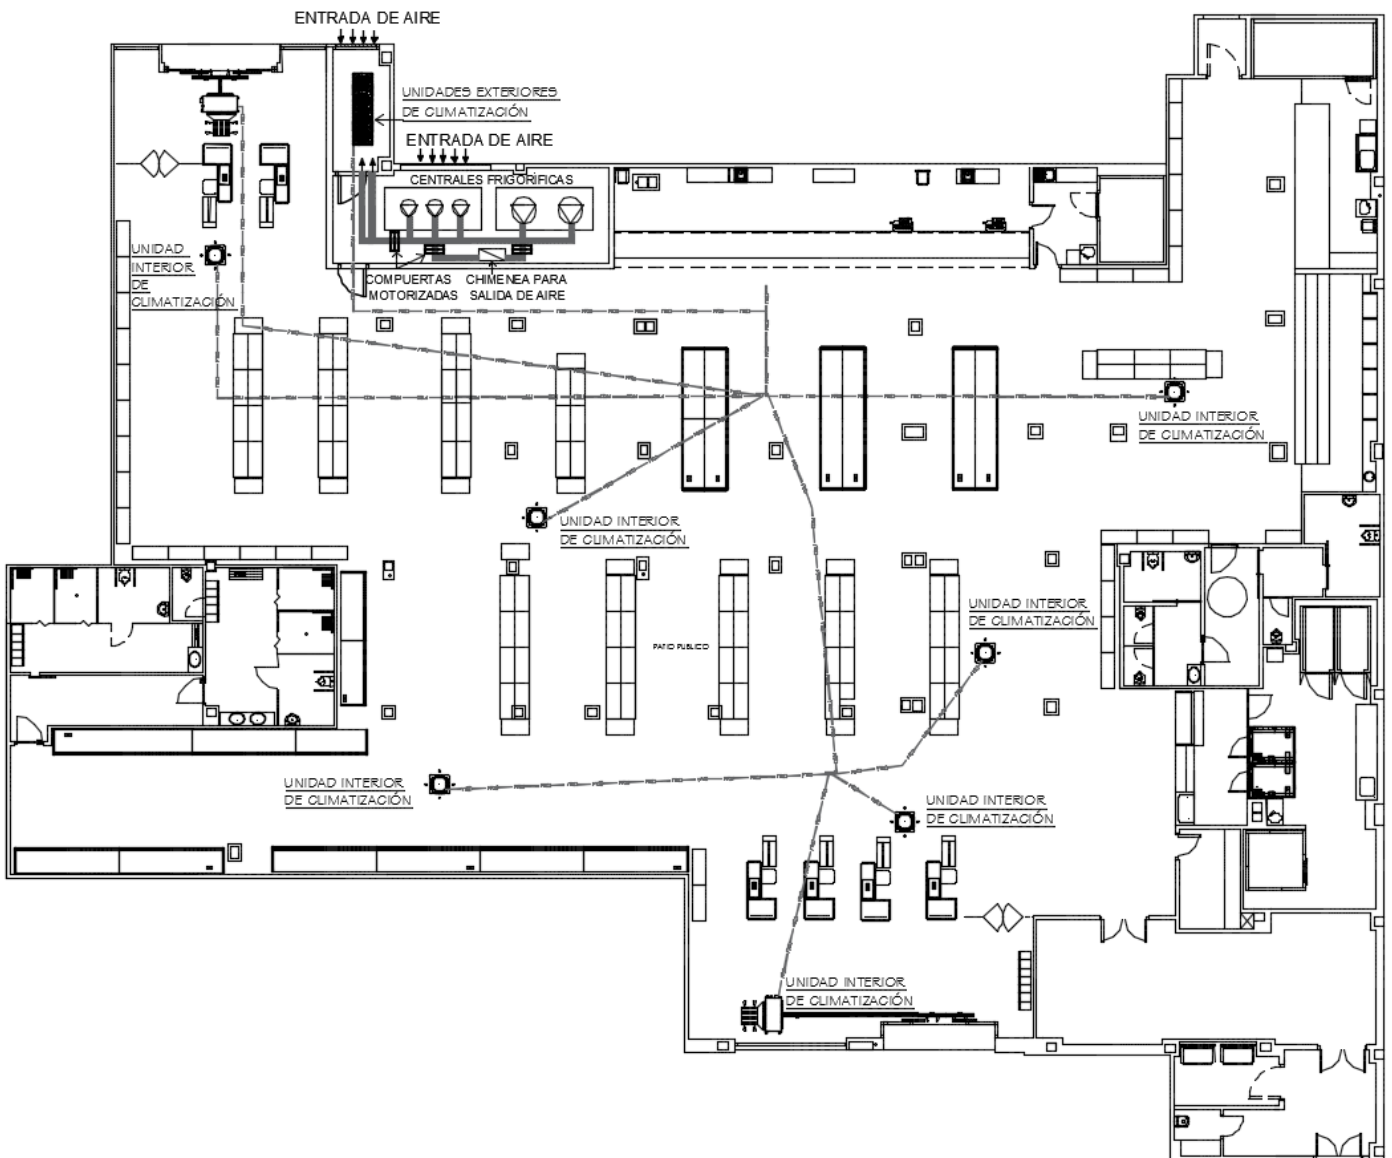 ENTRADA DE AIRE
UNIDADES EXTERIORES
DE CLIMATIZACIÓN
ENTRADA DE AIRE
CENTRALES FRIGORÍFICAS
UNIDAD
INTERIOR
DE
CLIMATIZACIÓN
COMPUERTAS
MOTORIZADAS
CHIMENEA PARA
SALIDA DE AIRE
UNIDAD INTERIOR
DE CLIMATIZACIÓN
UNIDAD INTERIOR
DE CLIMATIZACIÓN
UNIDAD INTERIOR
DE CLIMATIZACIÓN
PATIO PUBLICO
UNIDAD INTERIOR
DE CLIMATIZACIÓN
UNIDAD INTERIOR
DE CLIMATIZACIÓN
UNIDAD INTERIOR
DE CLIMATIZACIÓN